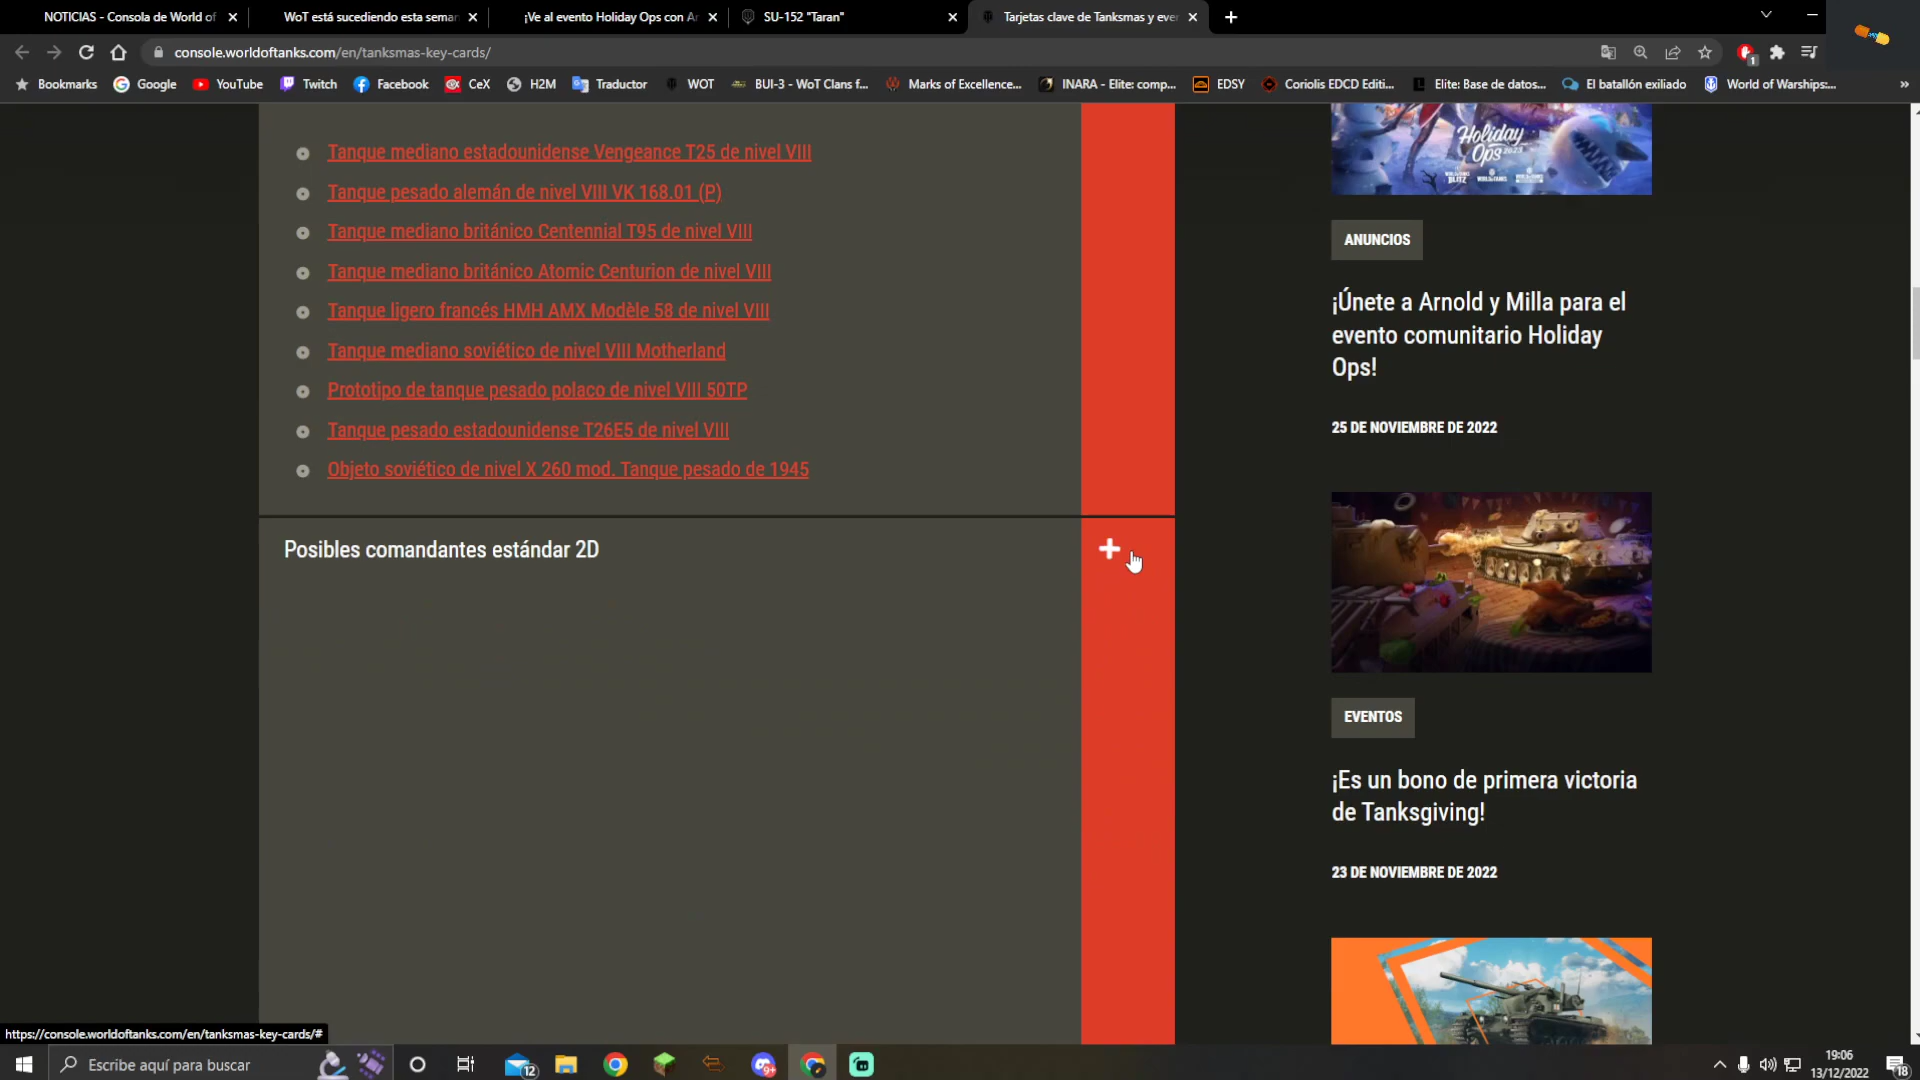 NOTICIAS - Consola de World of
WoT está sucediendo esta sema
¡Ve al evento Holiday Ops con Ar
SU-152 "Taran"
Tarjetas clave de Tanksmas y eve
console.worldoftanks.com/en/tanksmas-key-cards/
Bookmarks
Google
YouTube
Twitch
Facebook
CeX
H2M
Traductor
WOT
BUI-3 - WoT Clans f...
Marks of Excellence...
INARA - Elite: comp...
EDSY
Coriolis EDCD Editi...
Elite: Base de datos...
El batallón exiliado
World of Warships:...
»
Tanque mediano estadounidense Vengeance T25 de nivel VIII
Tanque pesado alemán de nivel VIII VK 168.01 (P)
Tanque mediano británico Centennial T95 de nivel VIII
Tanque mediano británico Atomic Centurion de nivel VIII
Tanque ligero francés HMH AMX Modèle 58 de nivel VIII
Tanque mediano soviético de nivel VIII Motherland
Prototipo de tanque pesado polaco de nivel VIII 50TP
Tanque pesado estadounidense T26E5 de nivel VIII
Objeto soviético de nivel X 260 mod. Tanque pesado de 1945
Posibles comandantes estándar 2D
Holiday
Ops 2023
ANUNCIOS
¡Únete a Arnold y Milla para el
evento comunitario Holiday
Ops!
25 DE NOVIEMBRE DE 2022
EVENTOS
¡Es un bono de primera victoria
de Tanksgiving!
23 DE NOVIEMBRE DE 2022
https://console.worldoftanks.com/en/tanksmas-key-cards/#
Escribe aquí para buscar
12
9+
19:06
13/12/2022
18